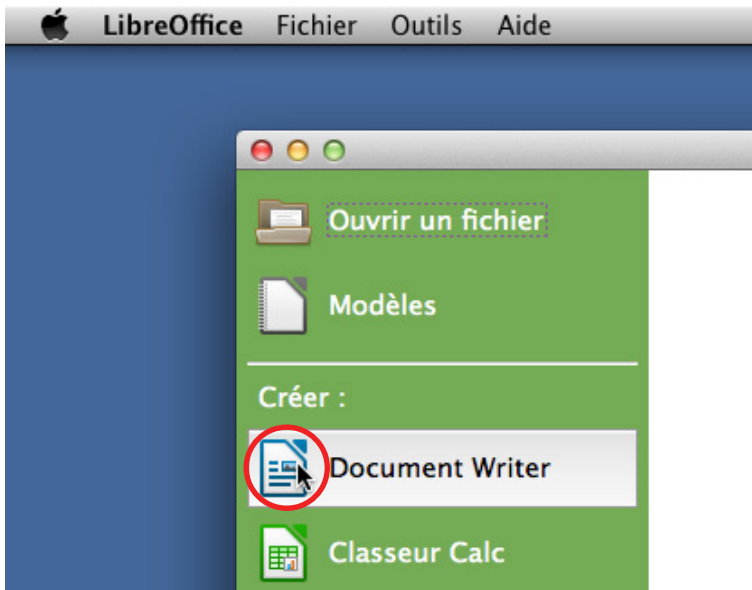 LibreOffice Fichier Outils Aide
Ouvrir un fichier
Modèles
Créer :
Document Writer
Classeur Calc